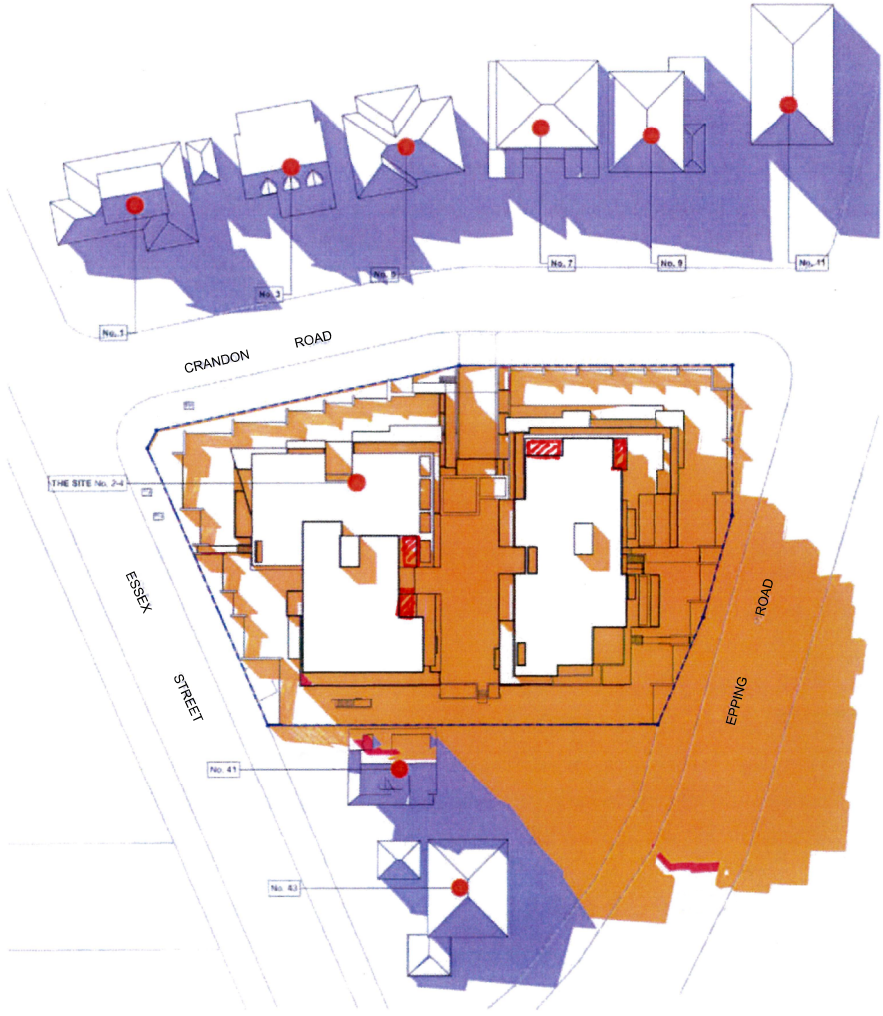 No. 7
No. 9
No. 11
No. 5
No. 3
No. 1
CRANDON ROAD
THE SITE No. 2-4
ESSEX
STREET
ROAD
EPPING
No. 41
No. 43